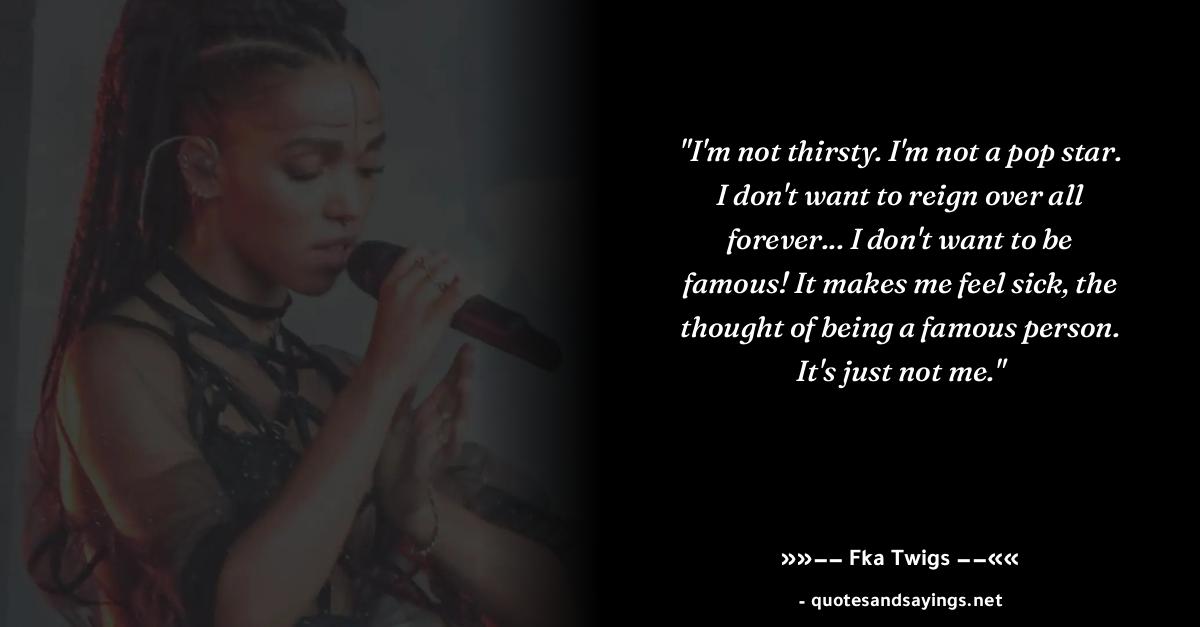 "I'm not thirsty. I'm not a pop star.
I don't want to reign over all
forever... I don't want to be
famous! It makes me feel sick, the
thought of being a famous person.
It's just not me."
»»−− Fka Twigs −−««
- quotesandsayings.net